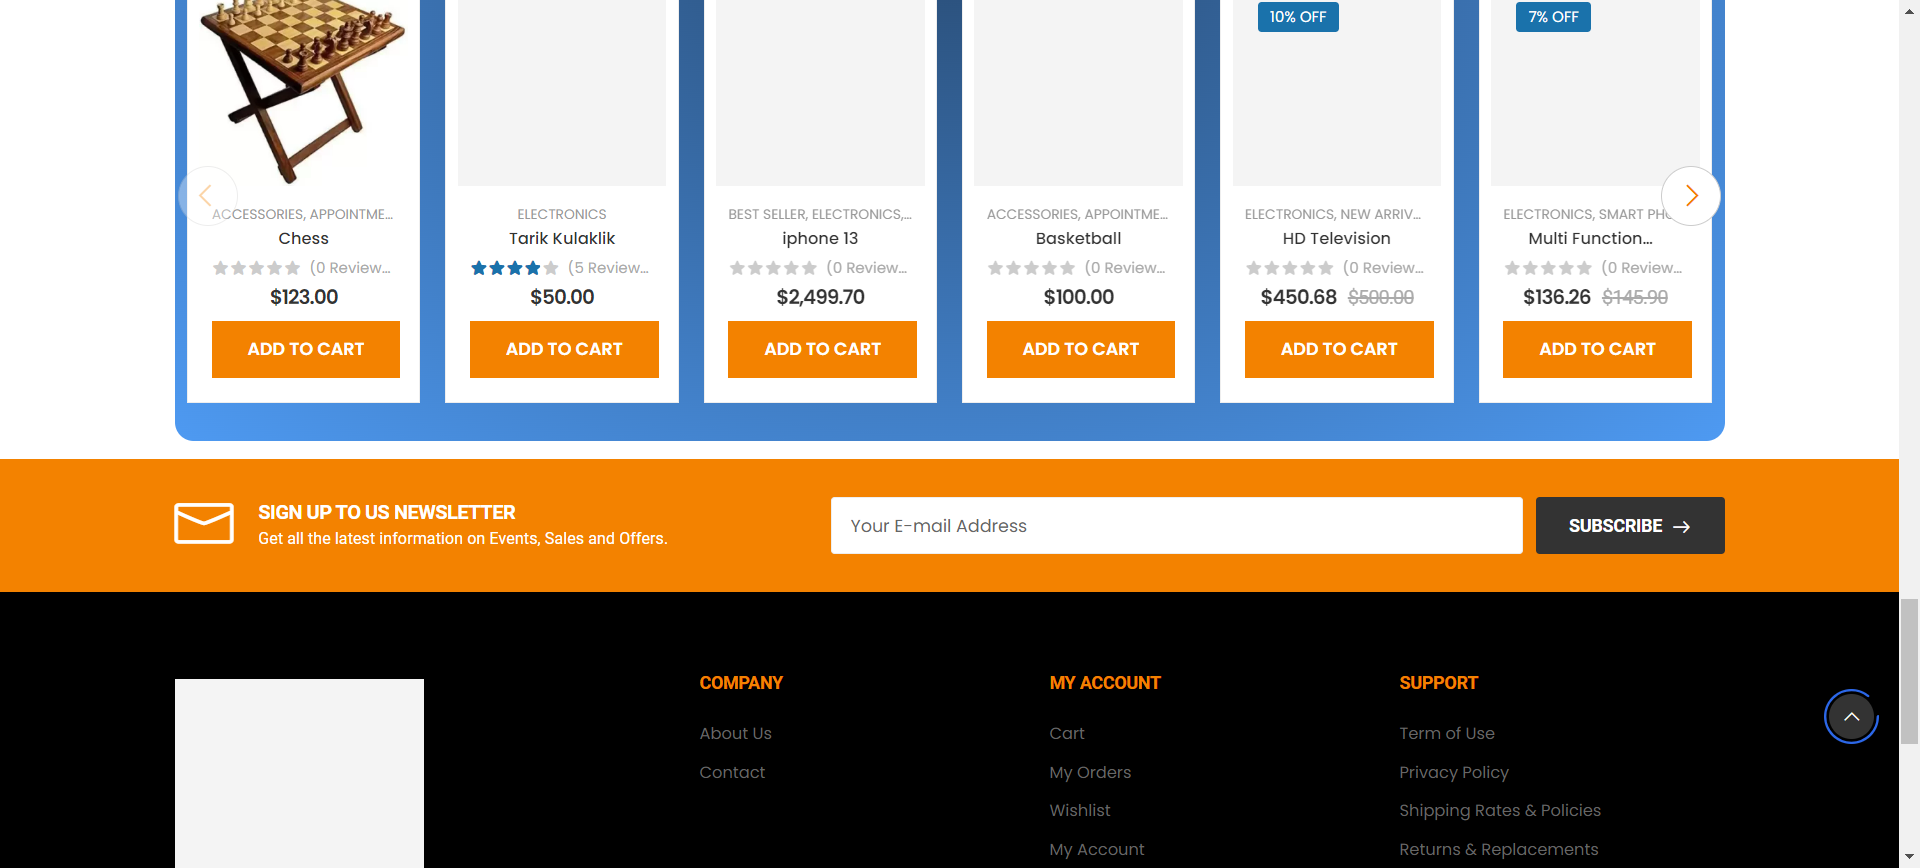 10% OFF
7% OFF
ACCESSORIES, APPOINTME...
Chess
(0 Review...
$123.00
ADD TO CART
ELECTRONICS
Tarik Kulaklik
(5 Review...
$50.00
ADD TO CART
BEST SELLER, ELECTRONICS,...
iphone 13
(0 Review...
$2,499.70
ADD TO CART
ACCESSORIES, APPOINTME...
Basketball
(0 Review...
$100.00
ADD TO CART
ELECTRONICS, NEW ARRIV...
HD Television
(0 Review...
$450.68 $500.00
ADD TO CART
ELECTRONICS, SMART PH
Multi Function...
(0 Review...
$136.26 $145.90
ADD TO CART
SIGN UP TO US NEWSLETTER
Get all the latest information on Events, Sales and Offers.
Your E-mail Address
SUBSCRIBE →
COMPANY
About Us
Contact
MY ACCOUNT
Cart
My Orders
Wishlist
My Account
SUPPORT
Term of Use
Privacy Policy
Shipping Rates & Policies
Returns & Replacements